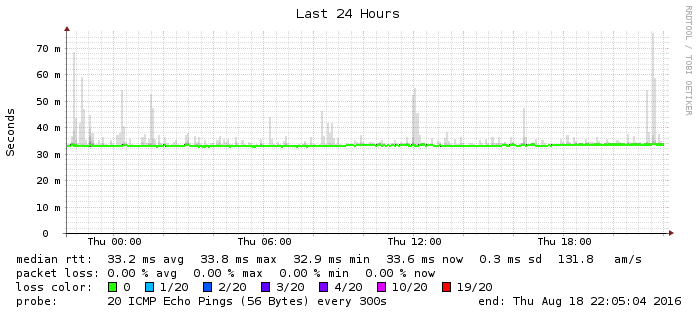 Last 24 Hours
RRDTOOL / TOBI OETIKER
Seconds
70 m
60 m
50 m
40 m
30 m
20 m
10 m
0
Thu 00:00 Thu 06:00 Thu 12:00 Thu 18:00
median rtt: 33.2 ms avg 33.8 ms max 32.9 ms min 33.6 ms now 0.3 ms sd 131.8 am/s
packet loss: 0.00 % avg 0.00 % max 0.00 % min 0.00 % now
loss color: 0 1/20 2/20 3/20 4/20 10/20 19/20
probe: 20 ICMP Echo Pings (56 Bytes) every 300s end: Thu Aug 18 22:05:04 2016